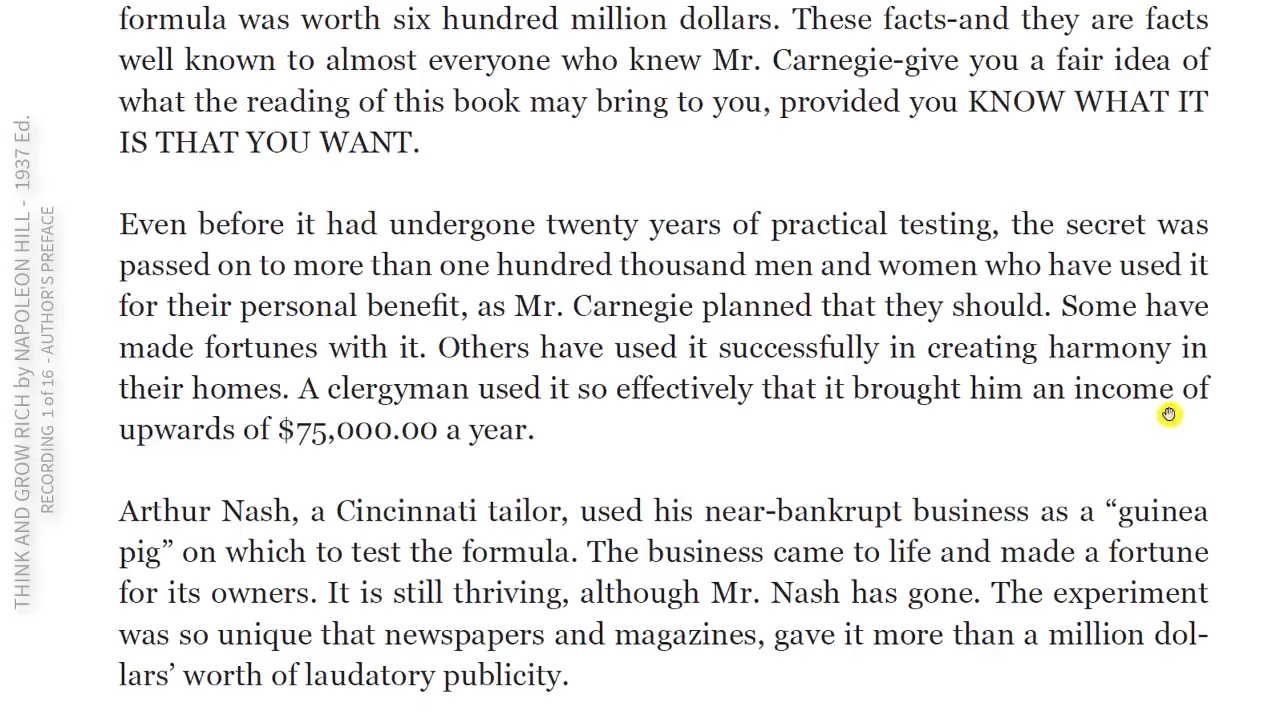 formula was worth six hundred million dollars. These facts-and they are facts
well known to almost everyone who knew Mr. Carnegie-give you a fair idea of
what the reading of this book may bring to you, provided you KNOW WHAT IT
IS THAT YOU WANT.
Even before it had undergone twenty years of practical testing, the secret was
passed on to more than one hundred thousand men and women who have used it
for their personal benefit, as Mr. Carnegie planned that they should. Some have
made fortunes with it. Others have used it successfully in creating harmony in
their homes. A clergyman used it so effectively that it brought him an income of
upwards of $75,000.00 a year.
Arthur Nash, a Cincinnati tailor, used his near-bankrupt business as a “guinea
pig” on which to test the formula. The business came to life and made a fortune
for its owners. It is still thriving, although Mr. Nash has gone. The experiment
was so unique that newspapers and magazines, gave it more than a million dol-
lars’ worth of laudatory publicity.
THINK AND GROW RICH by NAPOLEON HILL - 1937 Ed.
RECORDING 1 of 16 - AUTHOR'S PREFACE